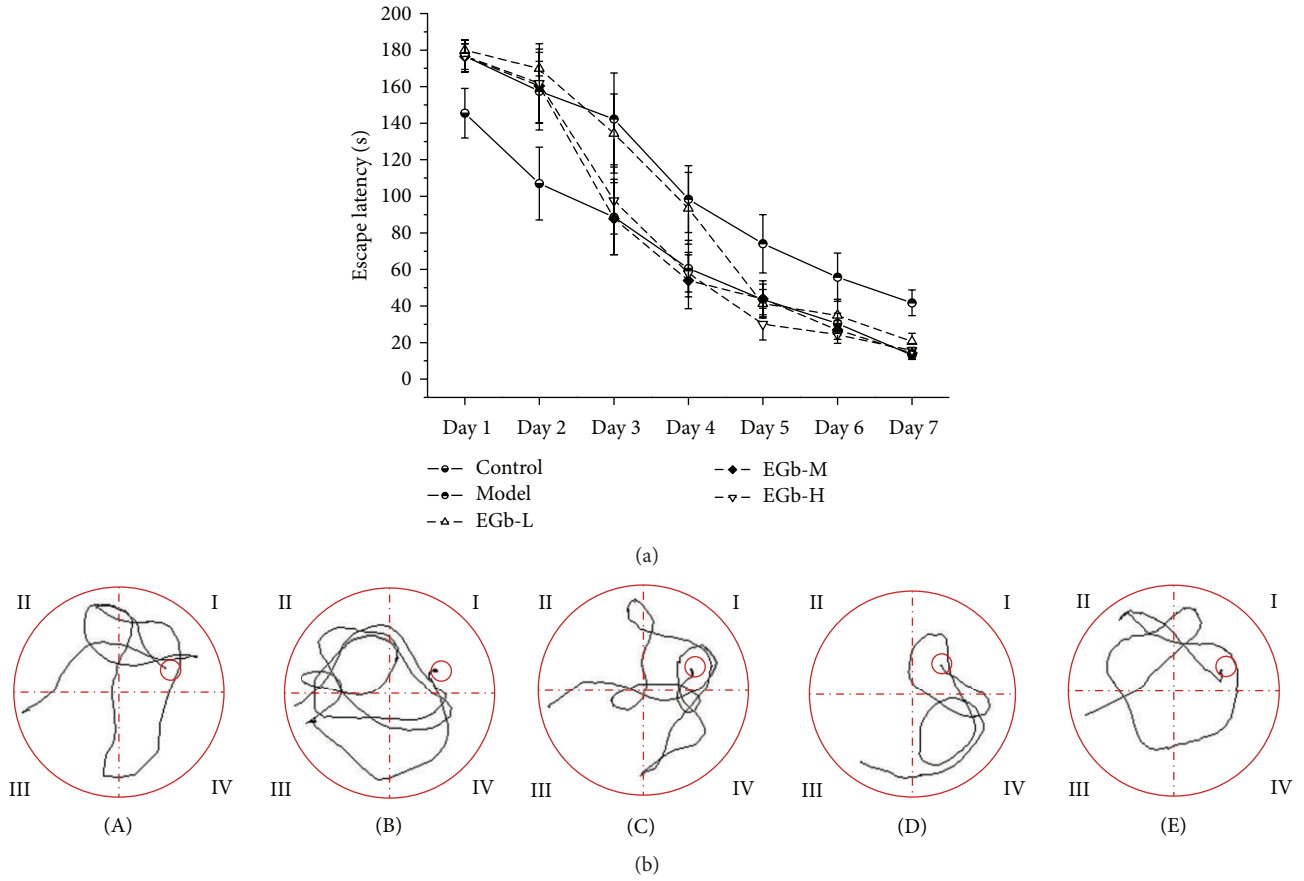 Escape latency (s)
200
180
160
140
120
100
80
60
40
20
0
Day 1 Day 2 Day 3 Day 4 Day 5 Day 6 Day 7
Control
Model
EGb-L
EGb-M
EGb-H
(a)
II I III IV
(A)
II I III IV
(B)
II I III IV
(C)
II I III IV
(D)
II I III IV
(E)
(b)